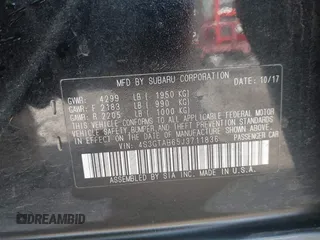 MFD BY SUBARU CORPORATION 10/17
GVWR: 4299 LB ( 1950 KG)
GAWR: F 2183 LB ( 990 KG)
GAWR: R 2205 LB ( 1000 KG)
THIS VEHICLE CONFORMS TO ALL APPLICABLE FEDERAL
MOTOR VEHICLE SAFETY, BUMPER AND THEFT PREVENTION STANDARDS
IN EFFECT ON THE DATE OF MANUFACTURE SHOWN ABOVE.
VIN: 4S3GTAB65J3711836 PASSENGER CAR
ASSEMBLED BY SIA INC. MADE IN U.S.A.
DREAMBID